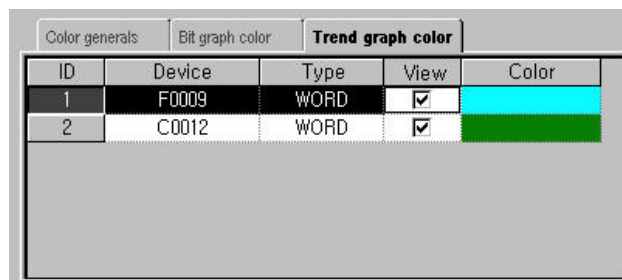 Color generals Bit graph color Trend graph color
ID Device Type View Color
1 F0009 WORD
2 C0012 WORD